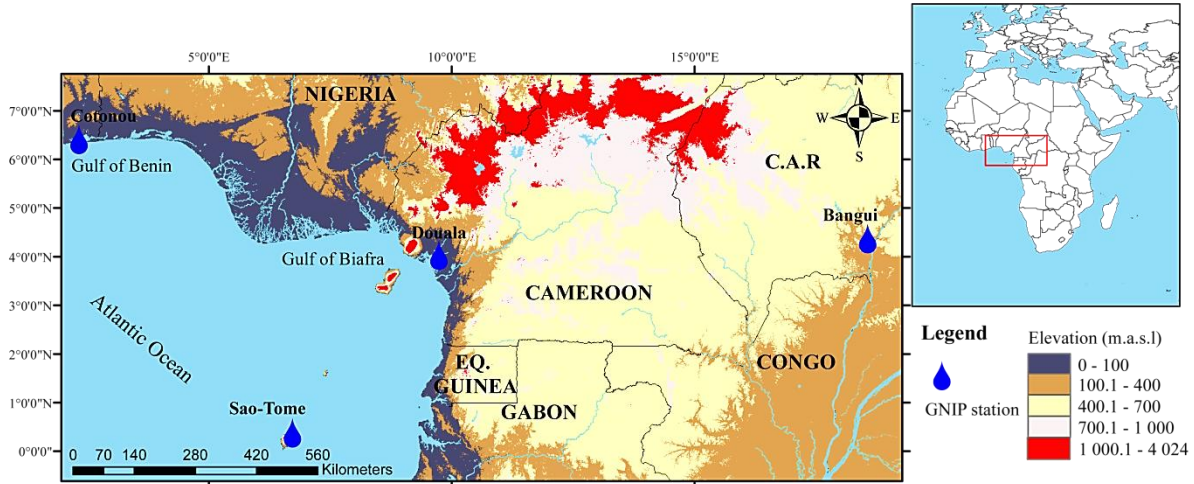 5°0'0"E 10°0'0"E 15°0'0"E
7°0'0"N
6°0'0"N
5°0'0"N
4°0'0"N
3°0'0"N
2°0'0"N
1°0'0"N
0°0'0"
NIGERIA
Cotonou
Gulf of Benin
N
W E
S
C.A.R
Bangui
Douala
Gulf of Biafra
CAMEROON
Atlantic Ocean
EQ.
GUINEA
CONGO
GABON
Sao-Tome
0 70 140 280 420 560
Kilometers
Legend
GNIP station
Elevation (m.a.s.l)
0 - 100
100.1 - 400
400.1 - 700
700.1 - 1 000
1 000.1 - 4 024